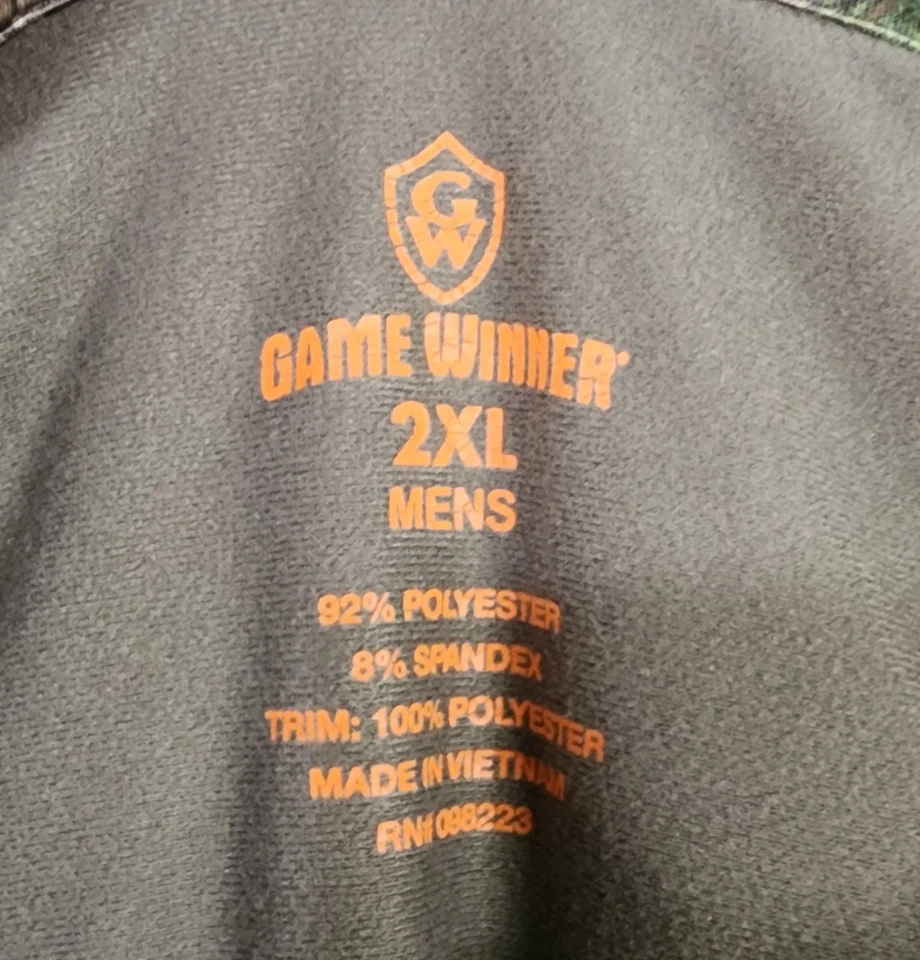 GW
GAME WINNER
2XL
MENS
92% POLYESTER
8% SPANDEX
TRIM: 100% POLYESTER
MADE IN VIETNAM
RN# 098223